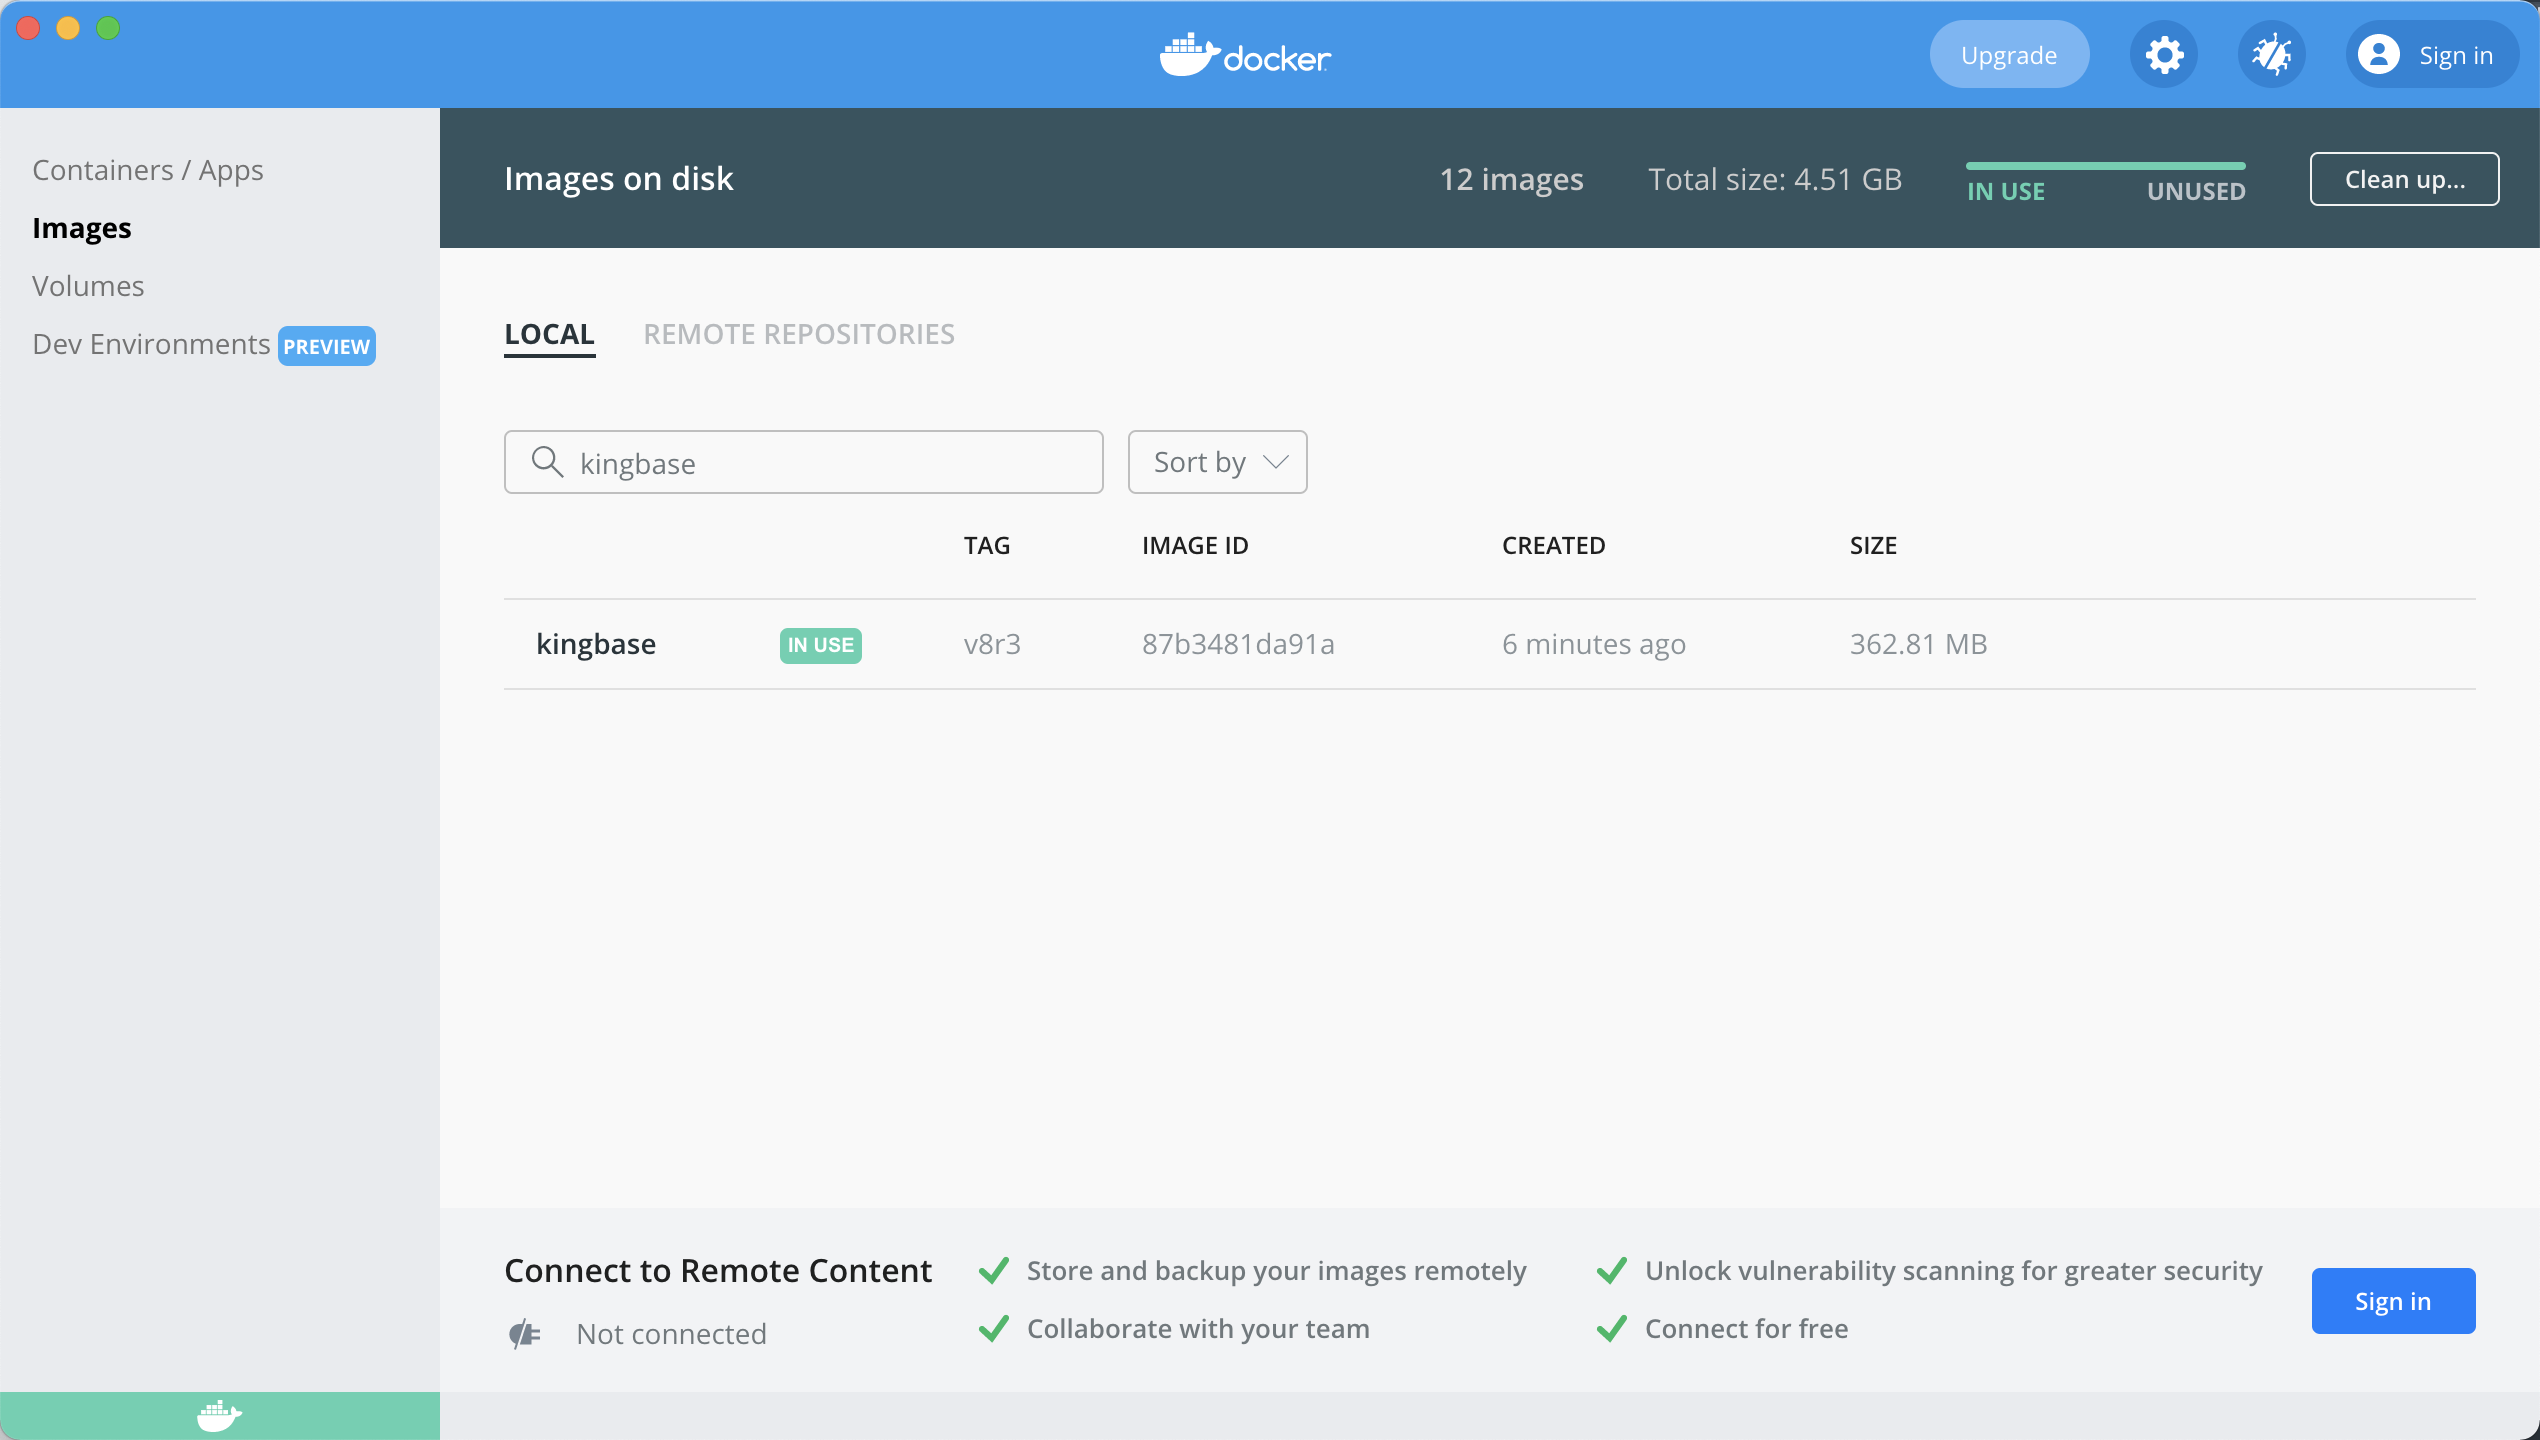 docker
Upgrade
Sign in
Containers / Apps
Images
Volumes
Dev Environments PREVIEW
Images on disk
12 images
Total size: 4.51 GB
IN USE
UNUSED
Clean up...
LOCAL
REMOTE REPOSITORIES
kingbase
Sort by
TAG IMAGE ID CREATED SIZE
kingbase IN USE v8r3 87b3481da91a 6 minutes ago 362.81 MB
Connect to Remote Content
Not connected
Store and backup your images remotely
Collaborate with your team
Unlock vulnerability scanning for greater security
Connect for free
Sign in